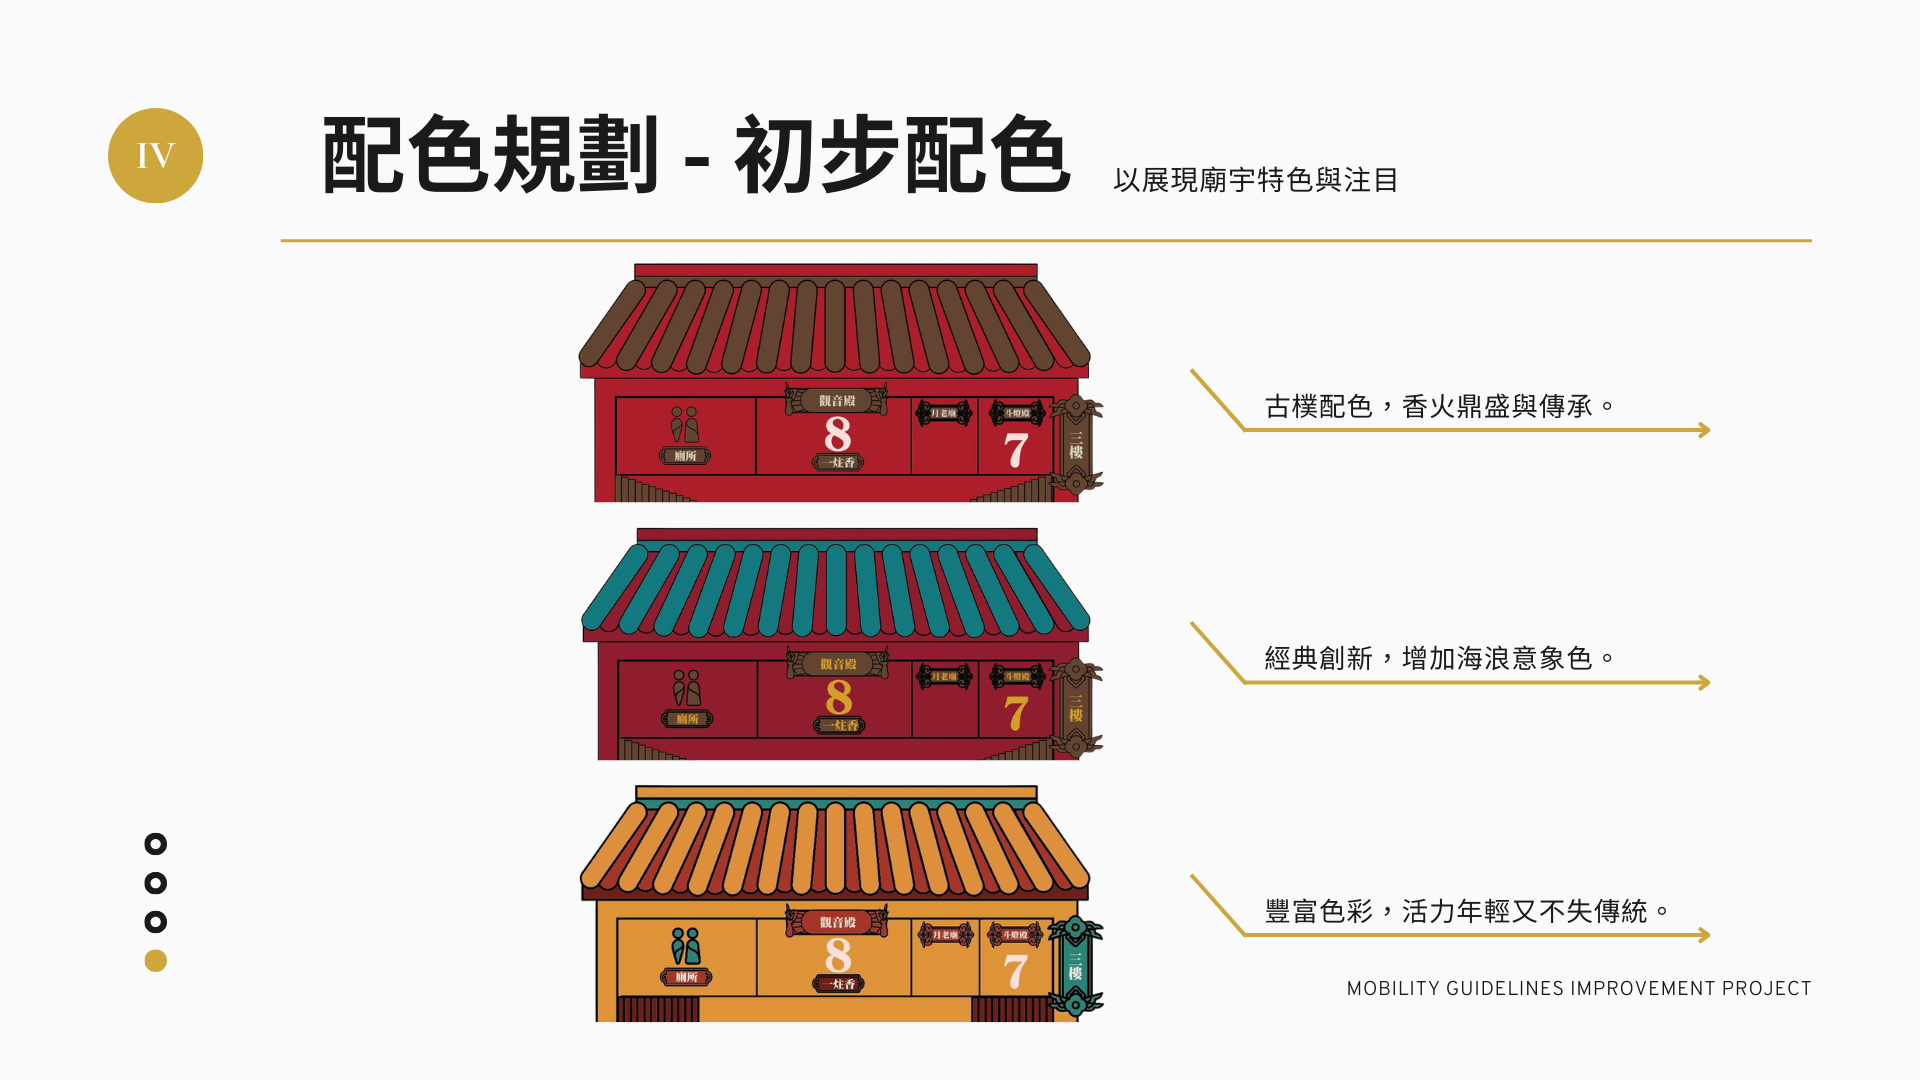 IV
配色規劃 - 初步配色
以展現廟宇特色與注目
觀音殿
月老廟
斗燈殿
8
7
廁所
一炷香
三樓
古樸配色，香火鼎盛與傳承。
觀音殿
月老廟
斗燈殿
8
7
廁所
一炷香
三樓
經典創新，增加海浪意象色。
觀音殿
月老廟
斗燈殿
8
7
廁所
一炷香
三樓
豐富色彩，活力年輕又不失傳統。
MOBILITY GUIDELINES IMPROVEMENT PROJECT